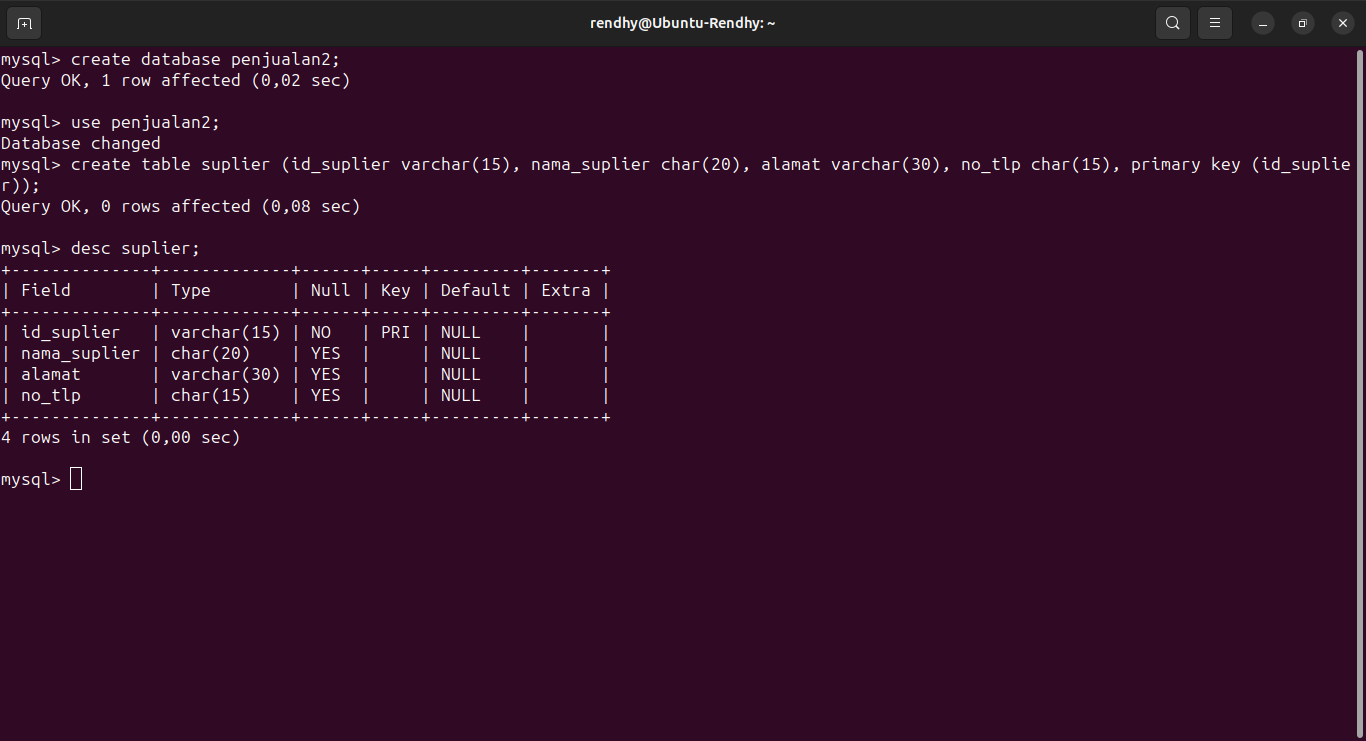 rendhy@Ubuntu-Rendhy: ~
mysql> create database penjualan2;
Query OK, 1 row affected (0,02 sec)
mysql> use penjualan2;
Database changed
mysql> create table suplier (id_suplier varchar(15), nama_suplier char(20), alamat varchar(30), no_tlp char(15), primary key (id_suplie
r));
Query OK, 0 rows affected (0,08 sec)
mysql> desc suplier;
+--------------+-------------+------+-----+---------+-------+
| Field        | Type        | Null | Key | Default | Extra |
+--------------+-------------+------+-----+---------+-------+
| id_suplier   | varchar(15) | NO   | PRI | NULL    |       |
| nama_suplier | char(20)    | YES  |     | NULL    |       |
| alamat       | varchar(30) | YES  |     | NULL    |       |
| no_tlp       | char(15)    | YES  |     | NULL    |       |
+--------------+-------------+------+-----+---------+-------+
4 rows in set (0,00 sec)
mysql>